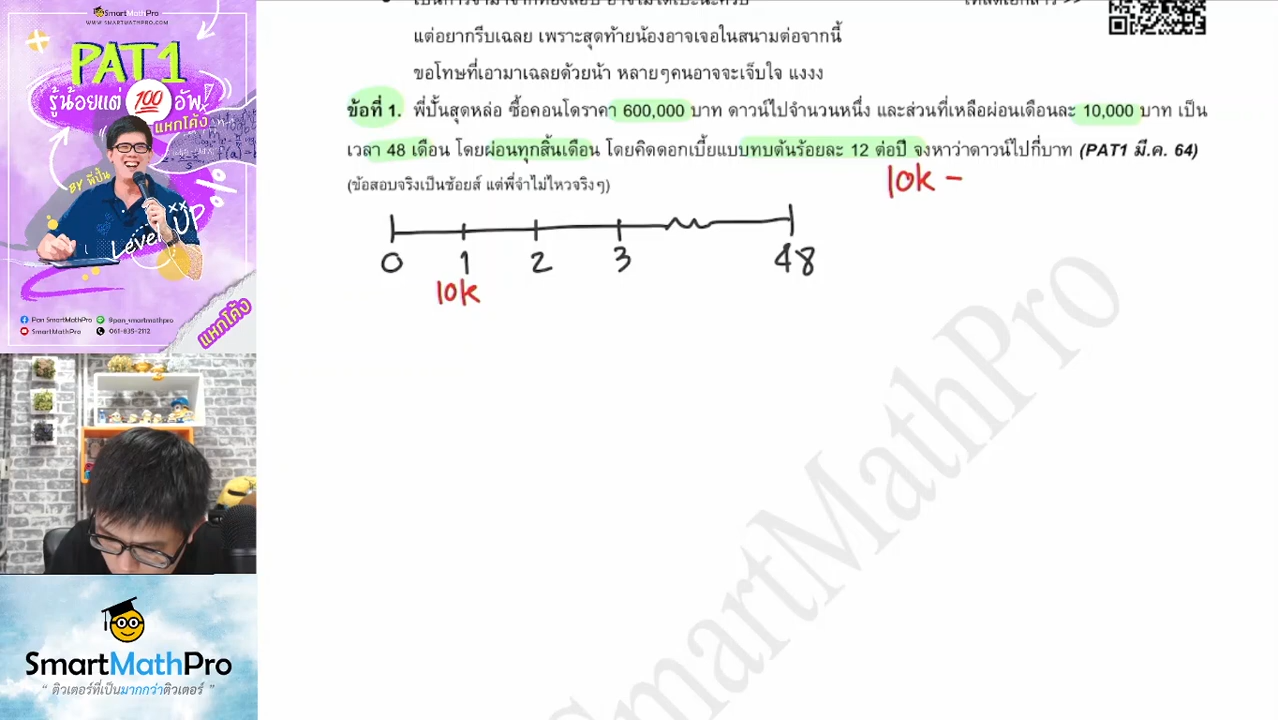 SmartMathPro
WWW.SMARTMATHPRO.COM
PAT1
รู้น้อยแต่ 100 อัพ
แหกโค้ง
BY พี่ปั้น
Level UP
Pan SmartMathPro @pan_smartmathpro
SmartMathPro 061-835-2112
แหกโค้ง
แต่อยากรีบเฉลย เพราะสุดท้ายน้องอาจเจอในสนามต่อจากนี้
ขอโทษที่เอามาเฉลยด้วยน้า หลายๆคนอาจจะเจ็บใจ แงงง
ข้อที่ 1. พี่ปั้นสุดหล่อ ซื้อคอนโดราคา 600,000 บาท ดาวน์ไปจำนวนหนึ่ง และส่วนที่เหลือผ่อนเดือนละ 10,000 บาท เป็น
เวลา 48 เดือน โดยผ่อนทุกสิ้นเดือน โดยคิดดอกเบี้ยแบบทบต้นร้อยละ 12 ต่อปี จงหาว่าดาวน์ไปกี่บาท (PAT1 มี.ค. 64)
(ข้อสอบจริงเป็นช้อยส์ แต่พี่จำไม่ไหวจริงๆ)
10k –
0 1 2 3 48
10k
SmartMathPro
SmartMathPro
“ ติวเตอร์ที่เป็นมากกว่าติวเตอร์ ”